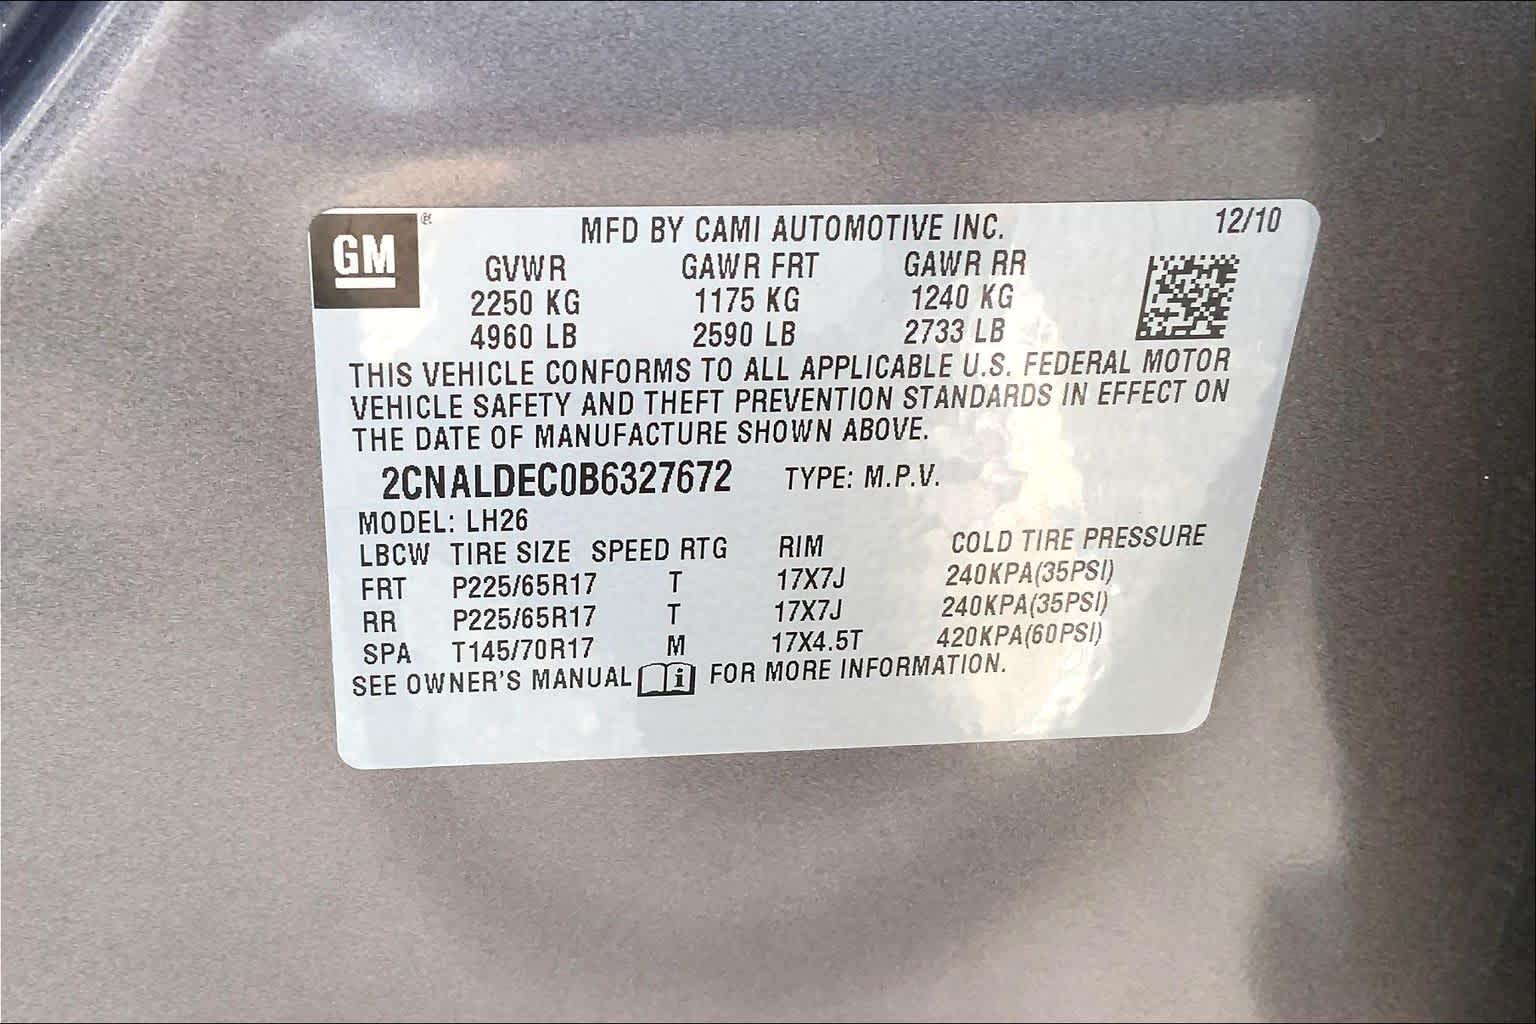 GM ® MFD BY CAMI AUTOMOTIVE INC. 12/10
GVWR GAWR FRT GAWR RR
2250 KG 1175 KG 1240 KG
4960 LB 2590 LB 2733 LB
THIS VEHICLE CONFORMS TO ALL APPLICABLE U.S. FEDERAL MOTOR
VEHICLE SAFETY AND THEFT PREVENTION STANDARDS IN EFFECT ON
THE DATE OF MANUFACTURE SHOWN ABOVE.
2CNALDEC0B6327672 TYPE: M.P.V.
MODEL: LH26
LBCW TIRE SIZE SPEED RTG RIM COLD TIRE PRESSURE
FRT P225/65R17 T 17X7J 240KPA(35PSI)
RR P225/65R17 T 17X7J 240KPA(35PSI)
SPA T145/70R17 M 17X4.5T 420KPA(60PSI)
SEE OWNER'S MANUAL i FOR MORE INFORMATION.